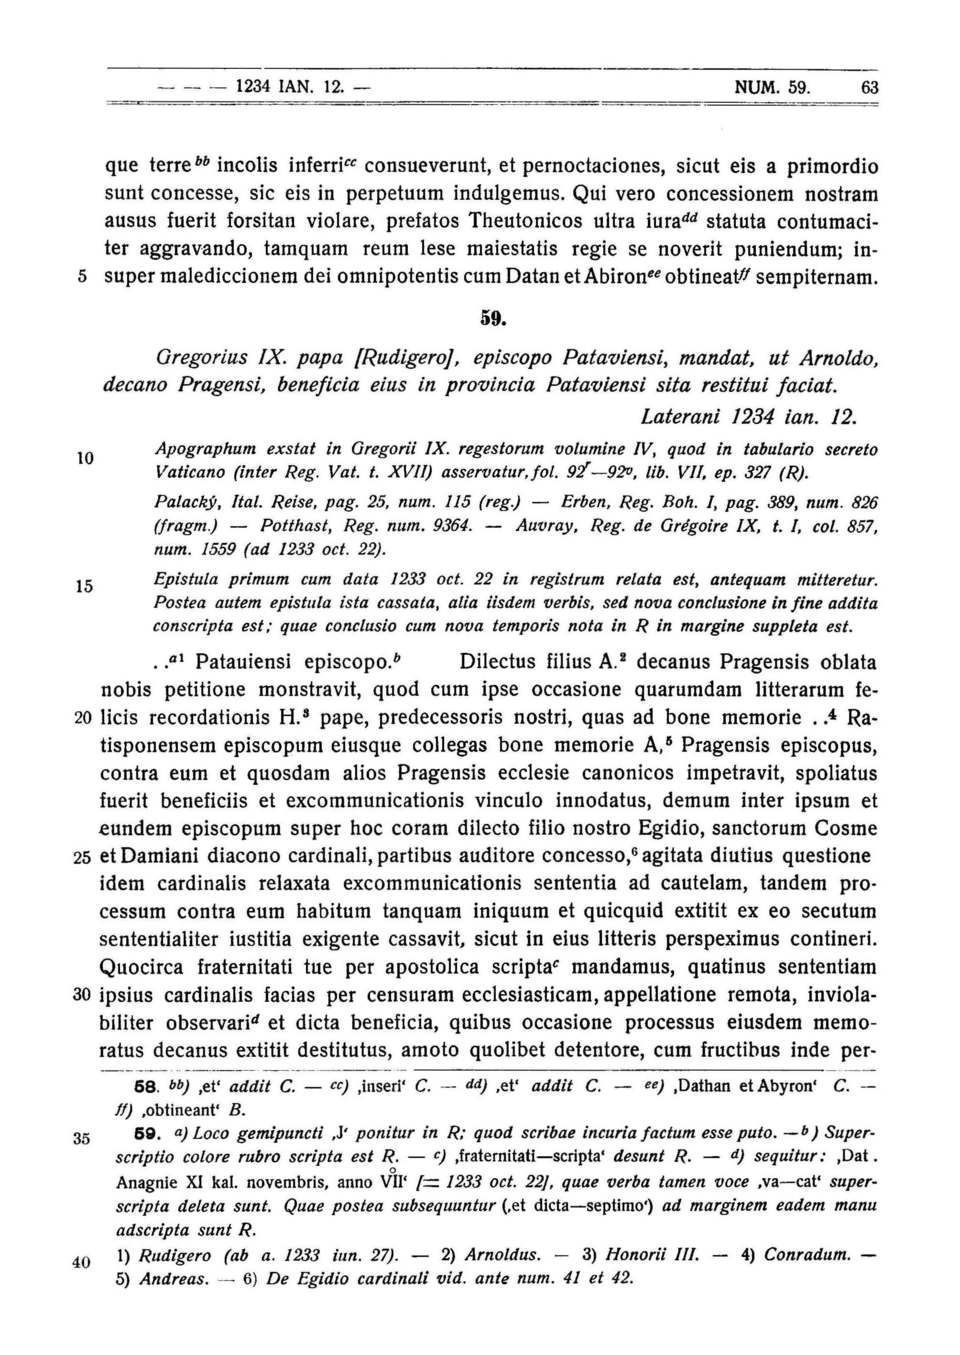 — — — 1234 IAN. 12. — NUM. 59. 63
que terre bb incolis inferri cc consueverunt, et pernoctaciones, sicut eis a primordio
sunt concesse, sic eis in perpetuum indulgemus. Qui vero concessionem nostram
ausus fuerit forsitan violare, prefatos Theutonicos ultra iura dd statuta contumaci-
ter aggravando, tamquam reum lese maiestatis regie se noverit puniendum; in-
5 super malediccionem dei omnipotentis cum Datan et Abiron ee obtineat ff sempiternam.
59.
Gregorius IX. papa [Rudigero], episcopo Pataviensi, mandat, ut Arnoldo,
decano Pragensi, beneficia eius in provincia Pataviensi sita restitui faciat.
Laterani 1234 ian. 12.
10 Apographum exstat in Gregorii IX. regestorum volumine IV, quod in tabulario secreto
Vaticano (inter Reg. Vat. t. XVII) asservatur, fol. 92r—92v, lib. VII, ep. 327 (R).
Palacký, Ital. Reise, pag. 25, num. 115 (reg.) — Erben, Reg. Boh. I, pag. 389, num. 826
(fragm.) — Potthast, Reg. num. 9364. — Auvray, Reg. de Grégoire IX, t. I, col. 857,
num. 1559 (ad 1233 oct. 22).
15 Epistula primum cum data 1233 oct. 22 in registrum relata est, antequam mitteretur.
Postea autem epistula ista cassata, alia iisdem verbis, sed nova conclusione in fine addita
conscripta est; quae conclusio cum nova temporis nota in R in margine suppleta est.
. . a 1 Patauiensi episcopo. b Dilectus filius A.² decanus Pragensis oblata
nobis petitione monstravit, quod cum ipse occasione quarumdam litterarum fe-
20 licis recordationis H.³ pape, predecessoris nostri, quas ad bone memorie . .⁴ Ra-
tisponensem episcopum eiusque collegas bone memorie A,⁵ Pragensis episcopus,
contra eum et quosdam alios Pragensis ecclesie canonicos impetravit, spoliatus
fuerit beneficiis et excommunicationis vinculo innodatus, demum inter ipsum et
eundem episcopum super hoc coram dilecto filio nostro Egidio, sanctorum Cosme
25 et Damiani diacono cardinali, partibus auditore concesso,⁶ agitata diutius questione
idem cardinalis relaxata excommunicationis sententia ad cautelam, tandem pro-
cessum contra eum habitum tanquam iniquum et quicquid extitit ex eo secutum
sententialiter iustitia exigente cassavit, sicut in eius litteris perspeximus contineri.
Quocirca fraternitati tue per apostolica scripta c mandamus, quatinus sententiam
30 ipsius cardinalis facias per censuram ecclesiasticam, appellatione remota, inviola-
biliter observari d et dicta beneficia, quibus occasione processus eiusdem memo-
ratus decanus extitit destitutus, amoto quolibet detentore, cum fructibus inde per-
58. bb) ‚et‘ addit C. — cc) ‚inseri‘ C. — dd) ‚et‘ addit C. — ee) ‚Dathan et Abyron‘ C. —
ff) ‚obtineant‘ B.
35 59. a) Loco gemipuncti ‚J‘ ponitur in R; quod scribae incuria factum esse puto. — b) Super-
scriptio colore rubro scripta est R. — c) ‚fraternitati—scripta‘ desunt R. — d) sequitur: ‚Dat.
Anagnie XI kal. novembris, anno VII°‘ [= 1233 oct. 22], quae verba tamen voce ‚va—cat‘ super-
scripta deleta sunt. Quae postea subsequuntur (‚et dicta—septimo‘) ad marginem eadem manu
adscripta sunt R.
40 1) Rudigero (ab a. 1233 iun. 27). — 2) Arnoldus. — 3) Honorii III. — 4) Conradum. —
5) Andreas. — 6) De Egidio cardinali vid. ante num. 41 et 42.